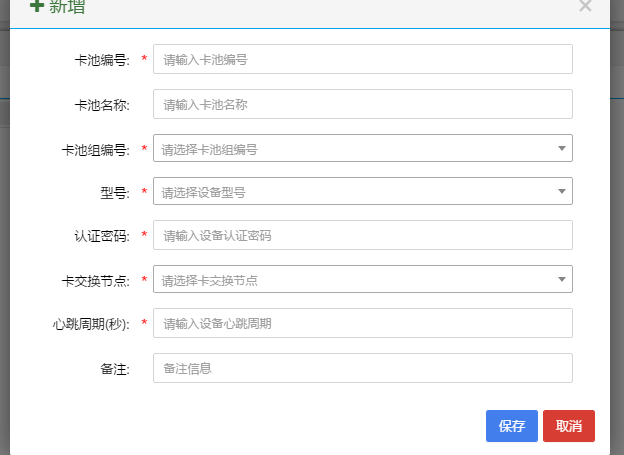 新增
卡池编号: * 请输入卡池编号
卡池名称: 请输入卡池名称
卡池组编号: * 请选择卡池组编号
型号: * 请选择设备型号
认证密码: * 请输入设备认证密码
卡交换节点: * 请选择卡交换节点
心跳周期(秒): * 请输入设备心跳周期
备注: 备注信息
保存 取消